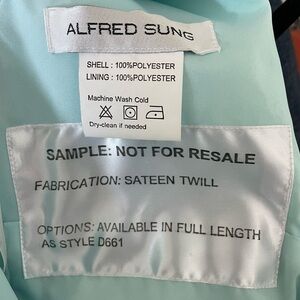 ALFRED SUNG
SHELL : 100%POLYESTER
LINING : 100%POLYESTER
Machine Wash Cold
Dry-clean if needed
SAMPLE: NOT FOR RESALE
FABRICATION: SATEEN TWILL
OPTIONS: AVAILABLE IN FULL LENGTH
AS STYLE D661